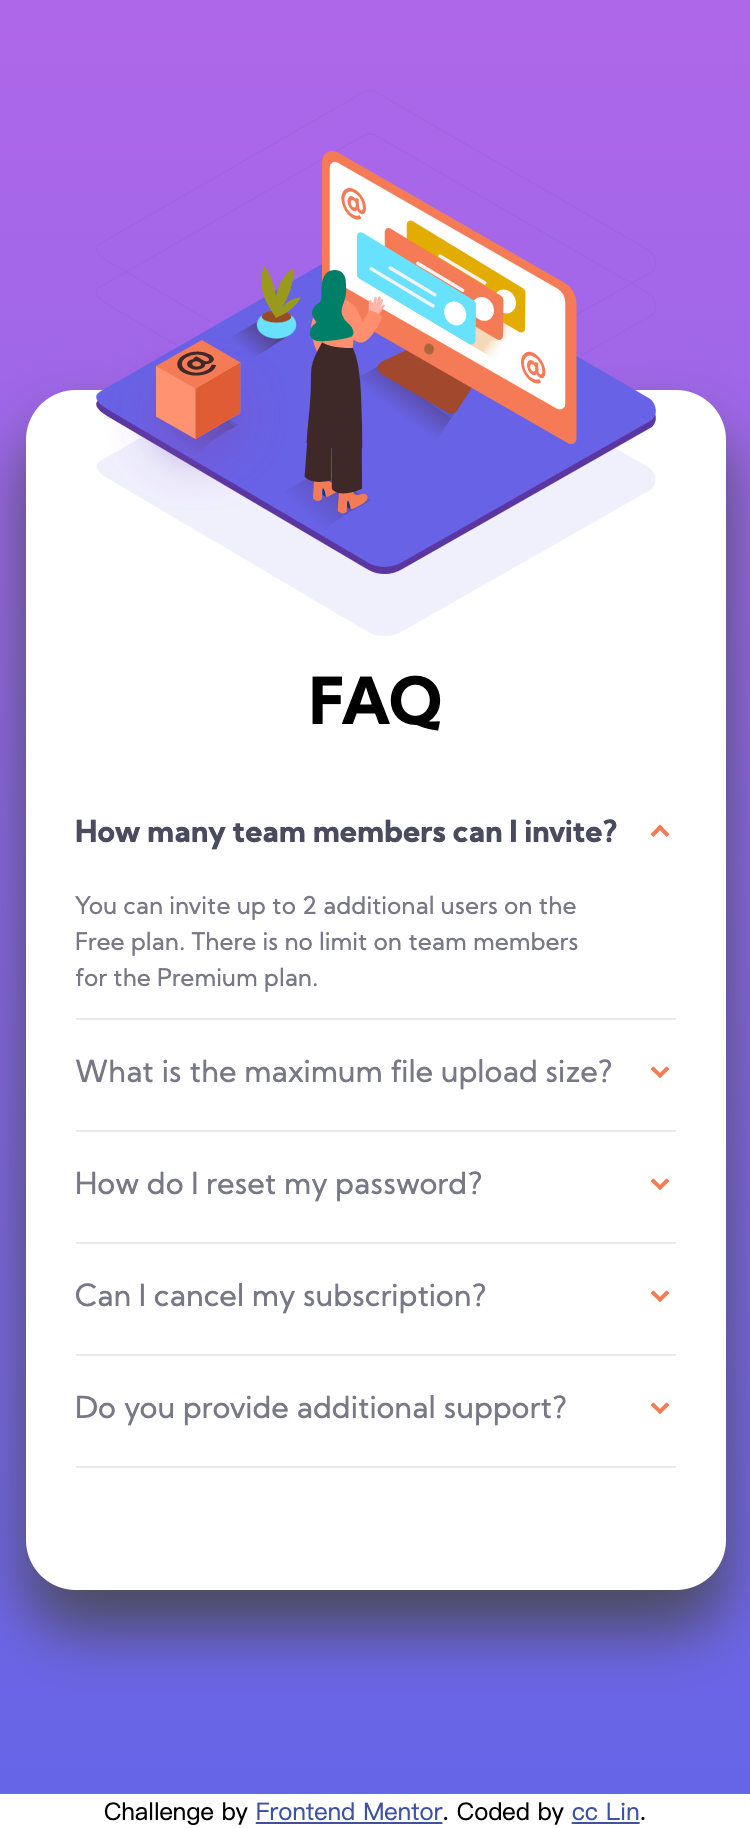 @
@
@
FAQ
How many team members can I invite?
You can invite up to 2 additional users on the
Free plan. There is no limit on team members
for the Premium plan.
What is the maximum file upload size?
How do I reset my password?
Can I cancel my subscription?
Do you provide additional support?
Challenge by Frontend Mentor. Coded by cc Lin.